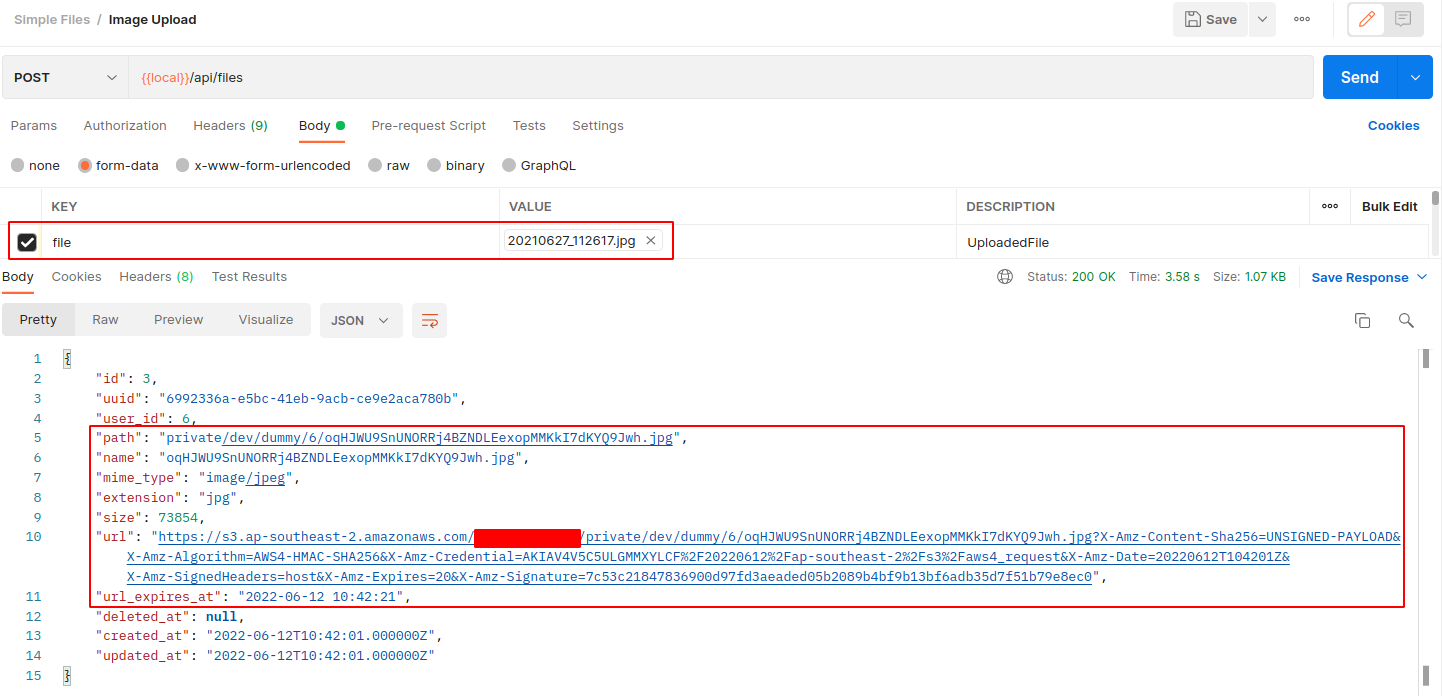 Simple Files / Image Upload
Save
POST {{local}}/api/files Send
Params Authorization Headers (9) Body Pre-request Script Tests Settings Cookies
none form-data x-www-form-urlencoded raw binary GraphQL
KEY VALUE DESCRIPTION Bulk Edit
file 20210627_112617.jpg UploadedFile
Body Cookies Headers (8) Test Results Status: 200 OK Time: 3.58 s Size: 1.07 KB Save Response
Pretty Raw Preview Visualize JSON
1 {
2 "id": 3,
3 "uuid": "6992336a-e5bc-41eb-9acb-ce9e2aca780b",
4 "user_id": 6,
5 "path": "private/dev/dummy/6/oqHJWU9SnUNORRj4BZNDLEexopMMKkI7dKYQ9Jwh.jpg",
6 "name": "oqHJWU9SnUNORRj4BZNDLEexopMMKkI7dKYQ9Jwh.jpg",
7 "mime_type": "image/jpeg",
8 "extension": "jpg",
9 "size": 73854,
10 "url": "https://s3.ap-southeast-2.amazonaws.com/ /private/dev/dummy/6/oqHJWU9SnUNORRj4BZNDLEexopMMKkI7dKYQ9Jwh.jpg?X-Amz-Content-Sha256=UNSIGNED-PAYLOAD&
X-Amz-Algorithm=AWS4-HMAC-SHA256&X-Amz-Credential=AKIAV4V5C5ULGMMXYLCF%2F20220612%2Fap-southeast-2%2Fs3%2Faws4_request&X-Amz-Date=20220612T104201Z&
X-Amz-SignedHeaders=host&X-Amz-Expires=20&X-Amz-Signature=7c53c21847836900d97fd3aeaded05b2089b4bf9b13bf6adb35d7f51b79e8ec0",
11 "url_expires_at": "2022-06-12 10:42:21",
12 "deleted_at": null,
13 "created_at": "2022-06-12T10:42:01.000000Z",
14 "updated_at": "2022-06-12T10:42:01.000000Z"
15 }